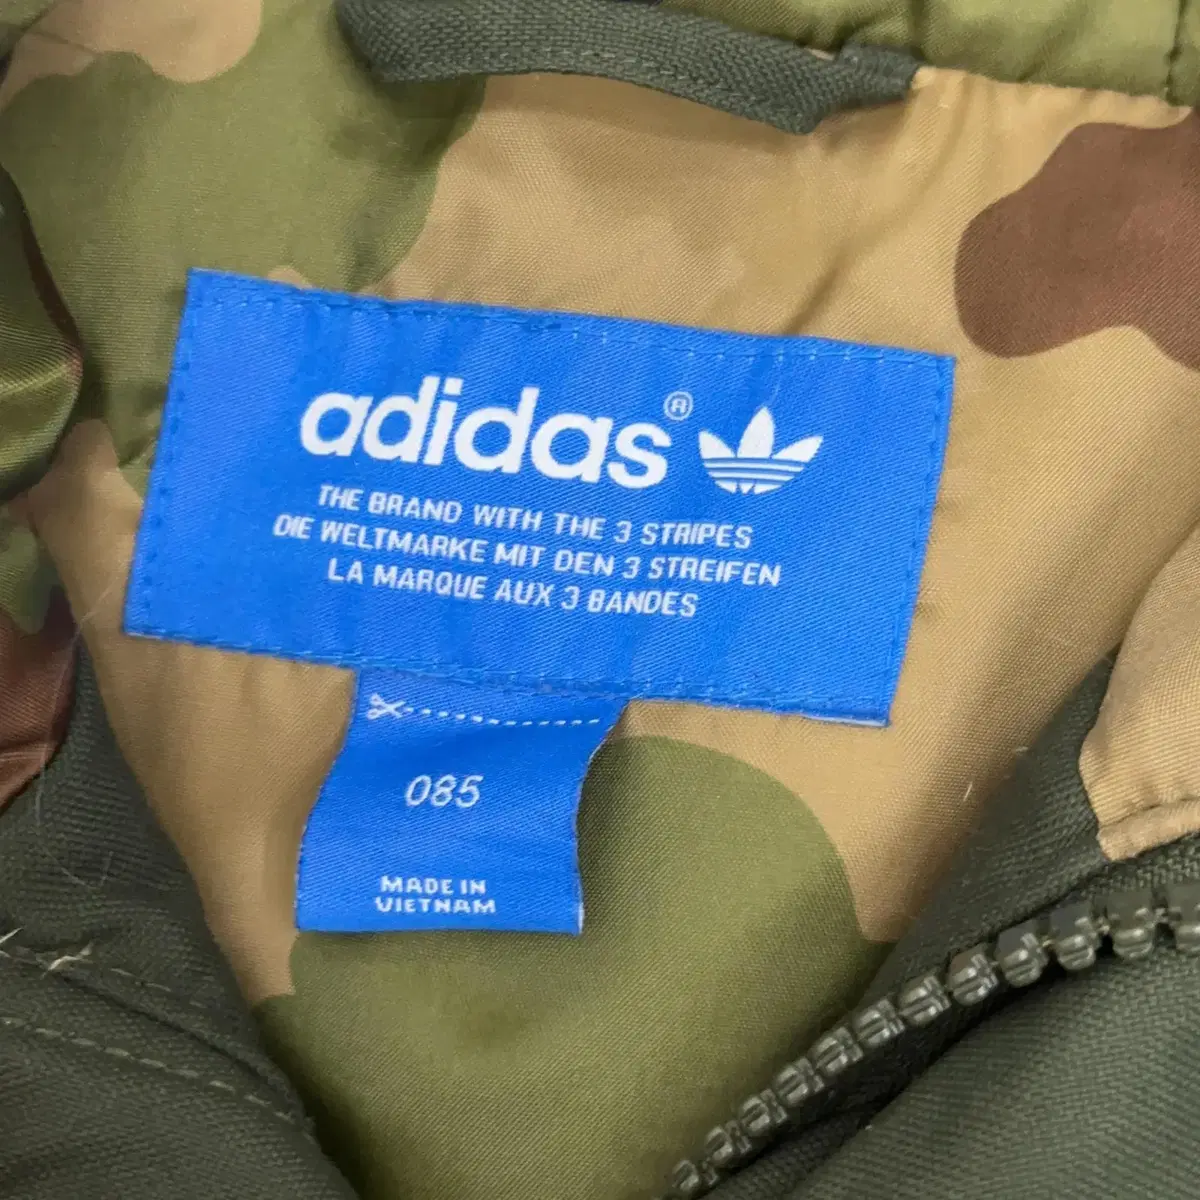 adidas®
THE BRAND WITH THE 3 STRIPES
DIE WELTMARKE MIT DEN 3 STREIFEN
LA MARQUE AUX 3 BANDES
085
MADE IN
VIETNAM